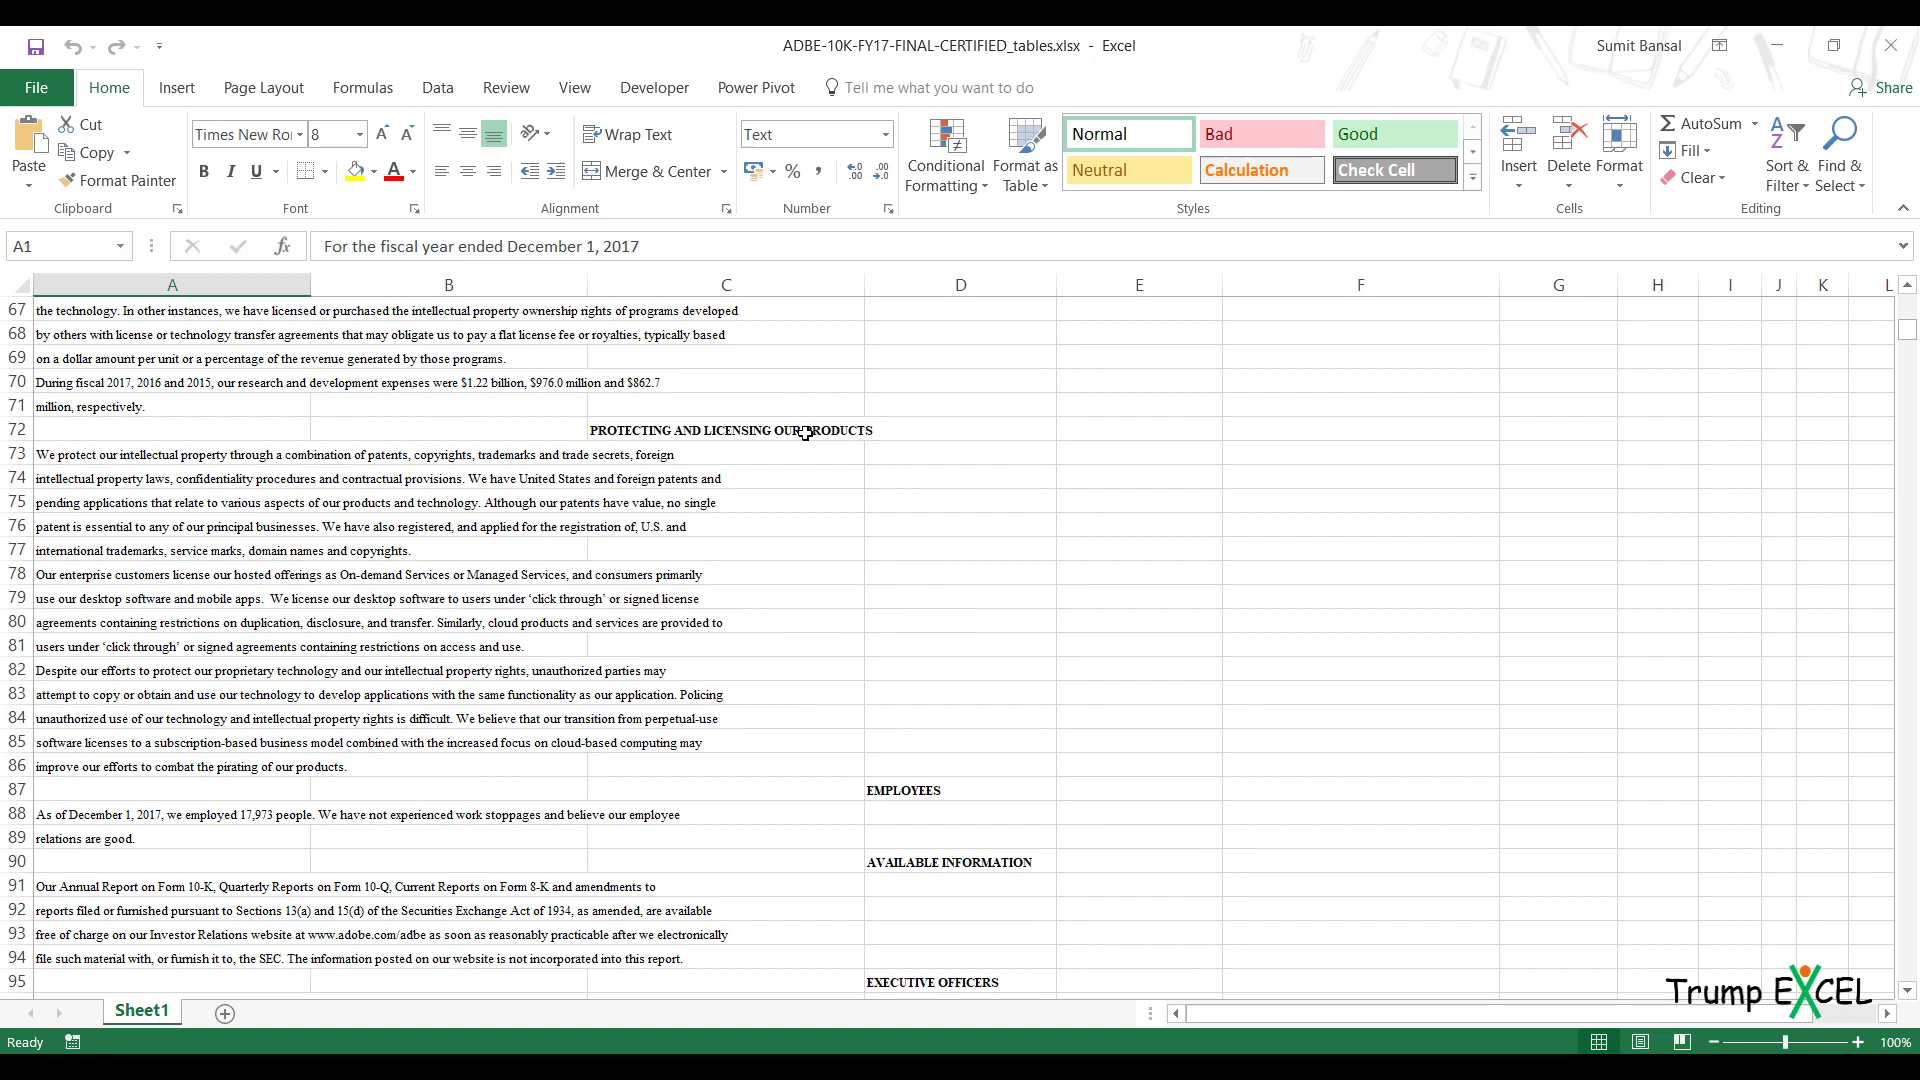 ADBE-10K-FY17-FINAL-CERTIFIED_tables.xlsx - Excel
Sumit Bansal
File Home Insert Page Layout Formulas Data Review View Developer Power Pivot Tell me what you want to do Share
Paste
Cut
Copy
Format Painter
Clipboard
8
B I U
Font
Wrap Text
Merge & Center
Alignment
Text
%
Number
Conditional Formatting
Format as Table
Normal Bad Good
Neutral Calculation Check Cell
Styles
Insert Delete Format
Cells
AutoSum
Fill
Clear
Sort & Filter
Find & Select
Editing
A1 fx For the fiscal year ended December 1, 2017
A B C D E F G H I J K L
67 the technology. In other instances, we have licensed or purchased the intellectual property ownership rights of programs developed
68 by others with license or technology transfer agreements that may obligate us to pay a flat license fee or royalties, typically based
69 on a dollar amount per unit or a percentage of the revenue generated by those programs.
70 During fiscal 2017, 2016 and 2015, our research and development expenses were $1.22 billion, $976.0 million and $862.7
71 million, respectively.
72 PROTECTING AND LICENSING OUR PRODUCTS
73 We protect our intellectual property through a combination of patents, copyrights, trademarks and trade secrets, foreign
74 intellectual property laws, confidentiality procedures and contractual provisions. We have United States and foreign patents and
75 pending applications that relate to various aspects of our products and technology. Although our patents have value, no single
76 patent is essential to any of our principal businesses. We have also registered, and applied for the registration of, U.S. and
77 international trademarks, service marks, domain names and copyrights.
78 Our enterprise customers license our hosted offerings as On-demand Services or Managed Services, and consumers primarily
79 use our desktop software and mobile apps.  We license our desktop software to users under ‘click through’ or signed license
80 agreements containing restrictions on duplication, disclosure, and transfer. Similarly, cloud products and services are provided to
81 users under ‘click through’ or signed agreements containing restrictions on access and use.
82 Despite our efforts to protect our proprietary technology and our intellectual property rights, unauthorized parties may
83 attempt to copy or obtain and use our technology to develop applications with the same functionality as our application. Policing
84 unauthorized use of our technology and intellectual property rights is difficult. We believe that our transition from perpetual-use
85 software licenses to a subscription-based business model combined with the increased focus on cloud-based computing may
86 improve our efforts to combat the pirating of our products.
87 EMPLOYEES
88 As of December 1, 2017, we employed 17,973 people. We have not experienced work stoppages and believe our employee
89 relations are good.
90 AVAILABLE INFORMATION
91 Our Annual Report on Form 10-K, Quarterly Reports on Form 10-Q, Current Reports on Form 8-K and amendments to
92 reports filed or furnished pursuant to Sections 13(a) and 15(d) of the Securities Exchange Act of 1934, as amended, are available
93 free of charge on our Investor Relations website at www.adobe.com/adbe as soon as reasonably practicable after we electronically
94 file such material with, or furnish it to, the SEC. The information posted on our website is not incorporated into this report.
95 EXECUTIVE OFFICERS
Trump EXCEL
Sheet1
Ready
100%